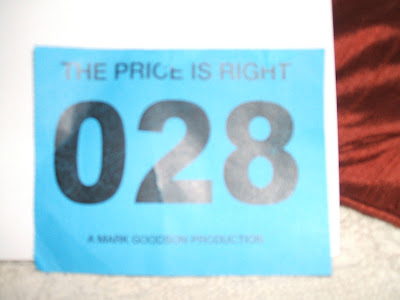 THE PRICE IS RIGHT
028
A MARK GOODSON PRODUCTION